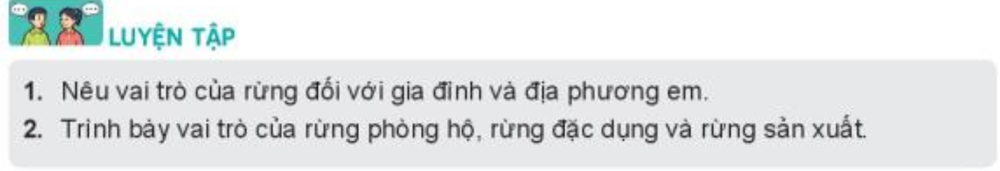 LUYỆN TẬP
1. Nêu vai trò của rừng đối với gia đình và địa phương em.
2. Trình bày vai trò của rừng phòng hộ, rừng đặc dụng và rừng sản xuất.